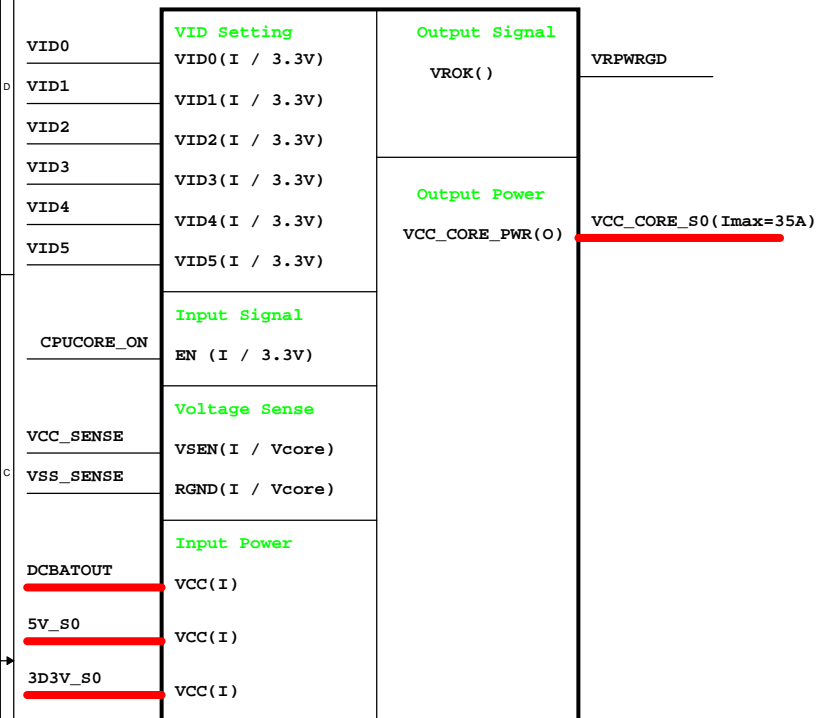 VID Setting
Output Signal
VID0
VID0(I / 3.3V)
VRPWRGD
VROK()
D
VID1
VID1(I / 3.3V)
VID2
VID2(I / 3.3V)
VID3
VID3(I / 3.3V)
Output Power
VID4
VID4(I / 3.3V)
VCC_CORE_PWR(O)
VCC_CORE_S0(Imax=35A)
VID5
VID5(I / 3.3V)
Input Signal
CPUCORE_ON
EN (I / 3.3V)
Voltage Sense
VCC_SENSE
VSEN(I / Vcore)
C
VSS_SENSE
RGND(I / Vcore)
Input Power
DCBATOUT
VCC(I)
5V_S0
VCC(I)
3D3V_S0
VCC(I)